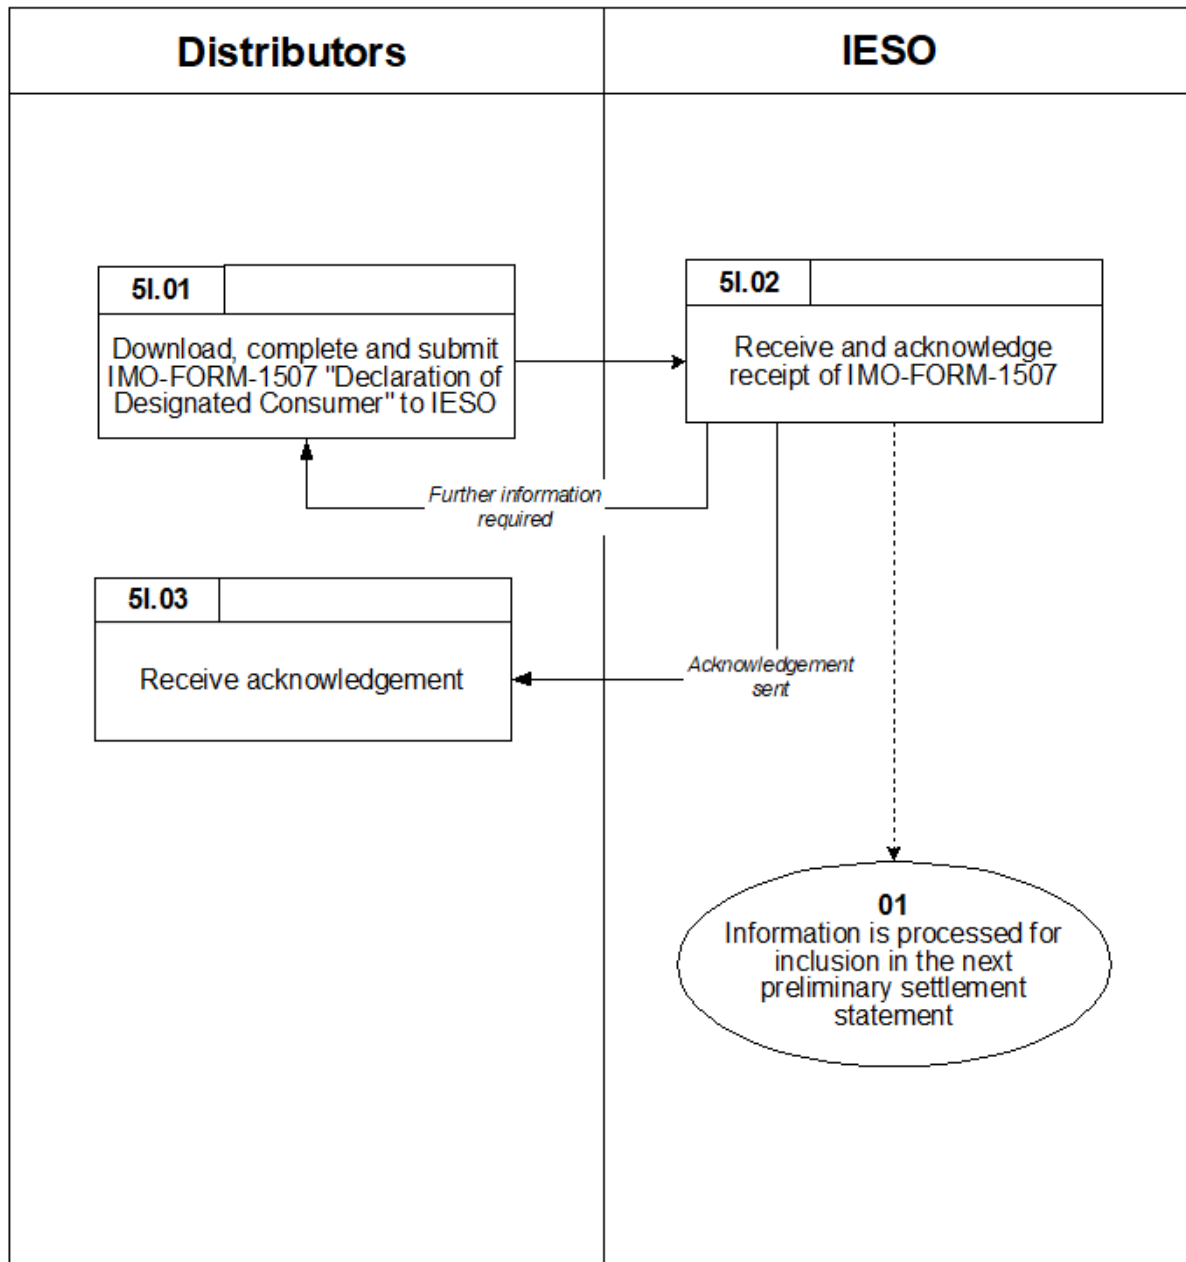 Distributors
IESO
5I.01
Download, complete and submit
IMO-FORM-1507 "Declaration of
Designated Consumer" to IESO
5I.02
Receive and acknowledge
receipt of IMO-FORM-1507
Further information
required
5I.03
Receive acknowledgement
Acknowledgement
sent
01
Information is processed for
inclusion in the next
preliminary settlement
statement